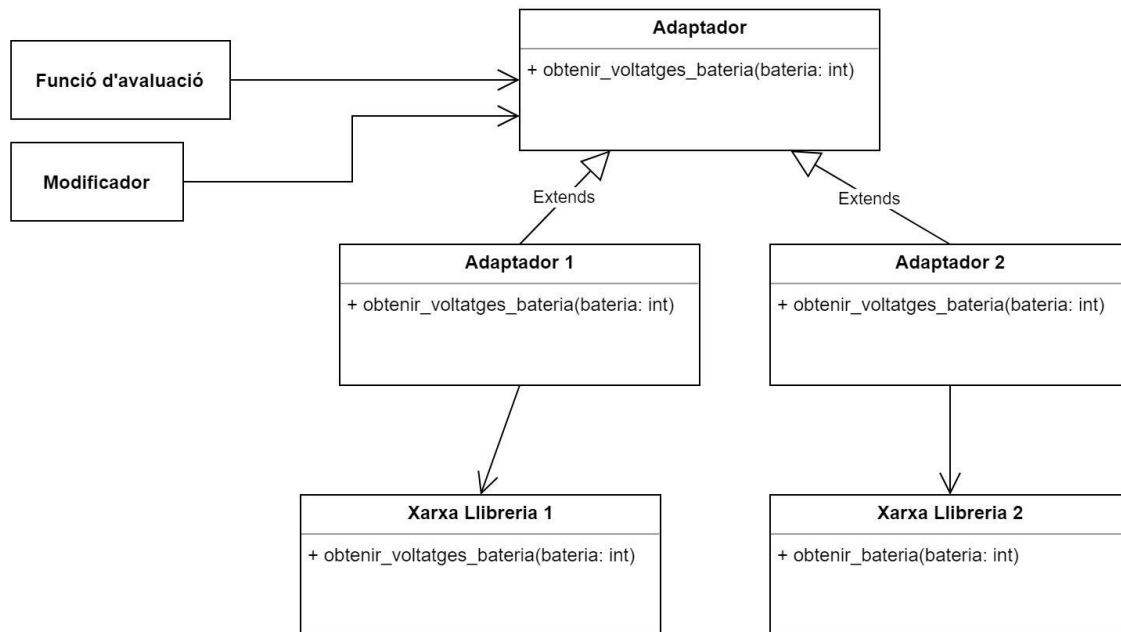 Adaptador
+ obtenir_voltatges_bateria(bateria: int)
Funció d'avaluació
Modificador
Extends
Extends
Adaptador 1
+ obtenir_voltatges_bateria(bateria: int)
Adaptador 2
+ obtenir_voltatges_bateria(bateria: int)
Xarxa Llibreria 1
+ obtenir_voltatges_bateria(bateria: int)
Xarxa Llibreria 2
+ obtenir_bateria(bateria: int)